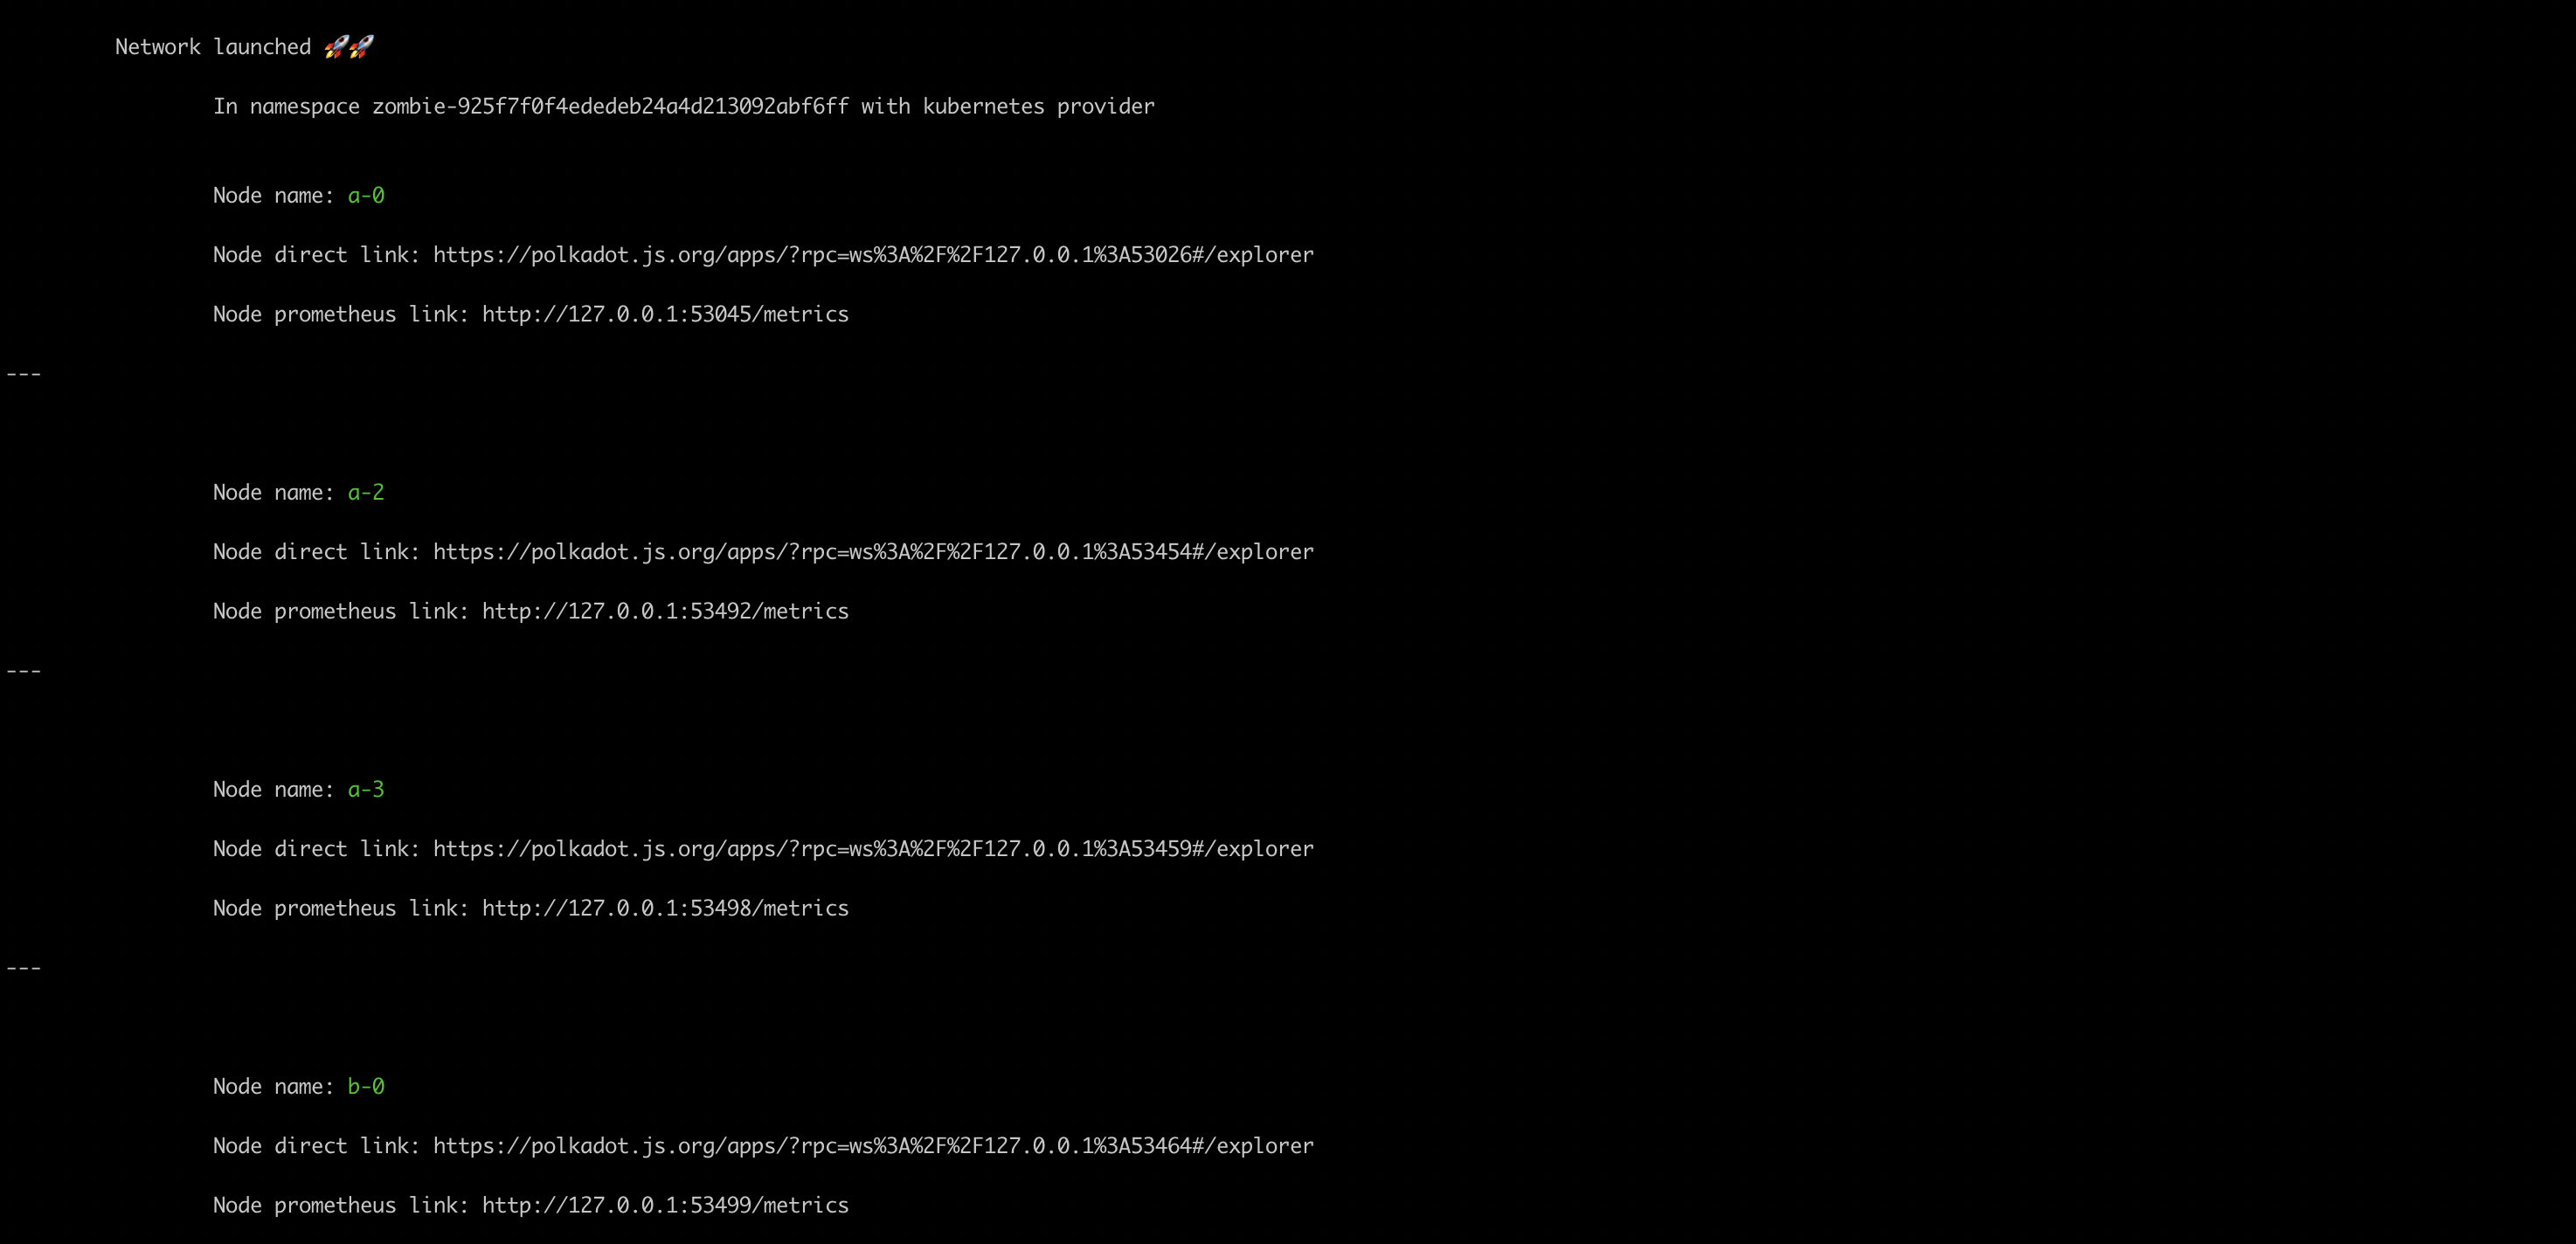 Network launched 🚀🚀
In namespace zombie-925f7f0f4ededeb24a4d213092abf6ff with kubernetes provider
Node name: a-0
Node direct link: https://polkadot.js.org/apps/?rpc=ws%3A%2F%2F127.0.0.1%3A53026#/explorer
Node prometheus link: http://127.0.0.1:53045/metrics
---
Node name: a-2
Node direct link: https://polkadot.js.org/apps/?rpc=ws%3A%2F%2F127.0.0.1%3A53454#/explorer
Node prometheus link: http://127.0.0.1:53492/metrics
---
Node name: a-3
Node direct link: https://polkadot.js.org/apps/?rpc=ws%3A%2F%2F127.0.0.1%3A53459#/explorer
Node prometheus link: http://127.0.0.1:53498/metrics
---
Node name: b-0
Node direct link: https://polkadot.js.org/apps/?rpc=ws%3A%2F%2F127.0.0.1%3A53464#/explorer
Node prometheus link: http://127.0.0.1:53499/metrics